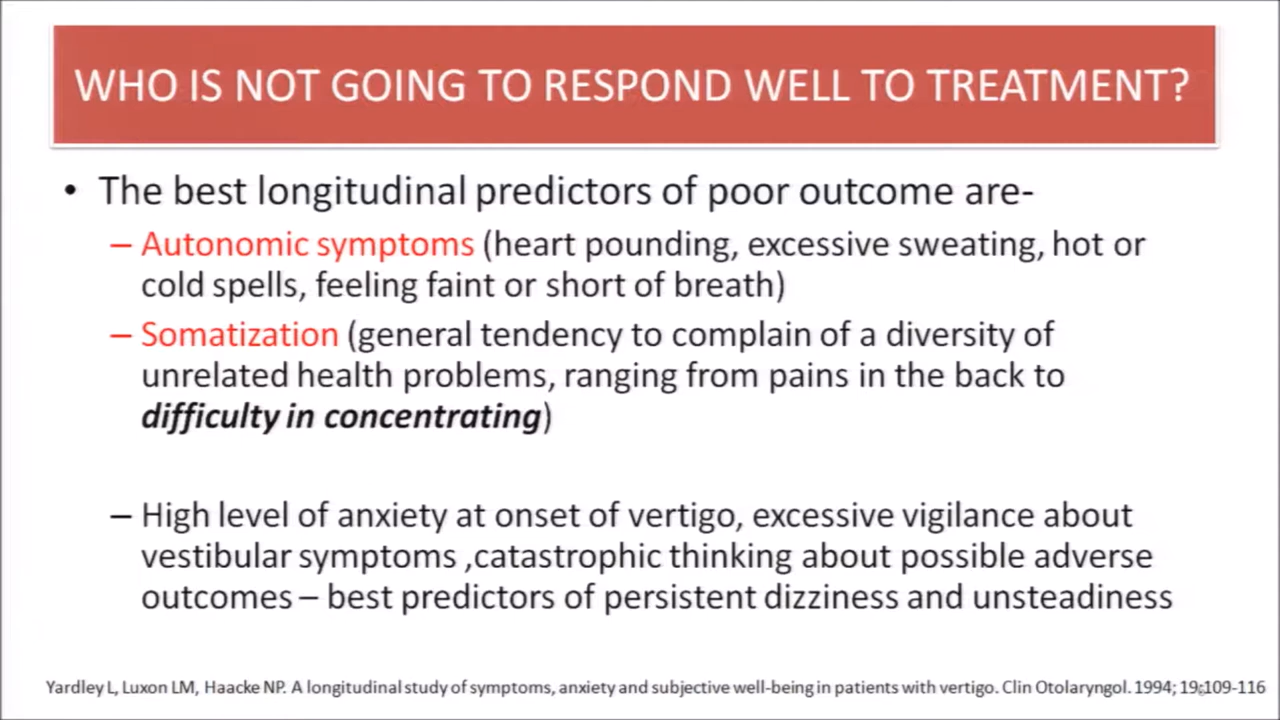 WHO IS NOT GOING TO RESPOND WELL TO TREATMENT?
• The best longitudinal predictors of poor outcome are-
– Autonomic symptoms (heart pounding, excessive sweating, hot or
cold spells, feeling faint or short of breath)
– Somatization (general tendency to complain of a diversity of
unrelated health problems, ranging from pains in the back to
difficulty in concentrating)
– High level of anxiety at onset of vertigo, excessive vigilance about
vestibular symptoms ,catastrophic thinking about possible adverse
outcomes – best predictors of persistent dizziness and unsteadiness
Yardley L, Luxon LM, Haacke NP. A longitudinal study of symptoms, anxiety and subjective well-being in patients with vertigo. Clin Otolaryngol. 1994; 19:109-116